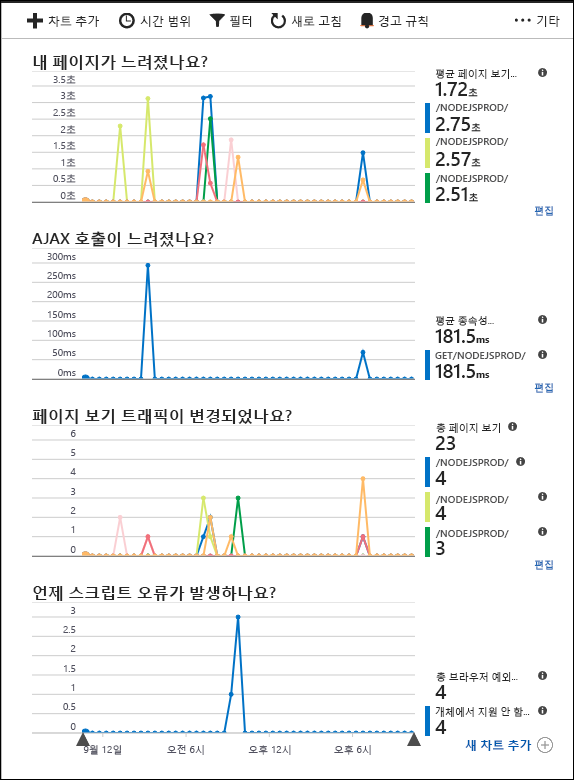 차트 추가 시간 범위 필터 새로 고침 경고 규칙 기타
내 페이지가 느려졌나요?
3.5초
3초
2.5초
2초
1.5초
1초
0.5초
0초
평균 페이지 보기...
1.72초
/NODEJSPROD/
2.75초
/NODEJSPROD/
2.57초
/NODEJSPROD/
2.51초
편집
AJAX 호출이 느려졌나요?
300ms
250ms
200ms
150ms
100ms
50ms
0ms
평균 종속성...
181.5ms
GET/NODEJSPROD/
181.5ms
편집
페이지 보기 트래픽이 변경되었나요?
6
5
4
3
2
1
0
총 페이지 보기
23
/NODEJSPROD/
4
/NODEJSPROD/
4
/NODEJSPROD/
3
편집
언제 스크립트 오류가 발생하나요?
3
2.5
2
1.5
1
0.5
0
9월 12일 오전 6시 오후 12시 오후 6시
총 브라우저 예외...
4
개체에서 지원 안 함...
4
새 차트 추가